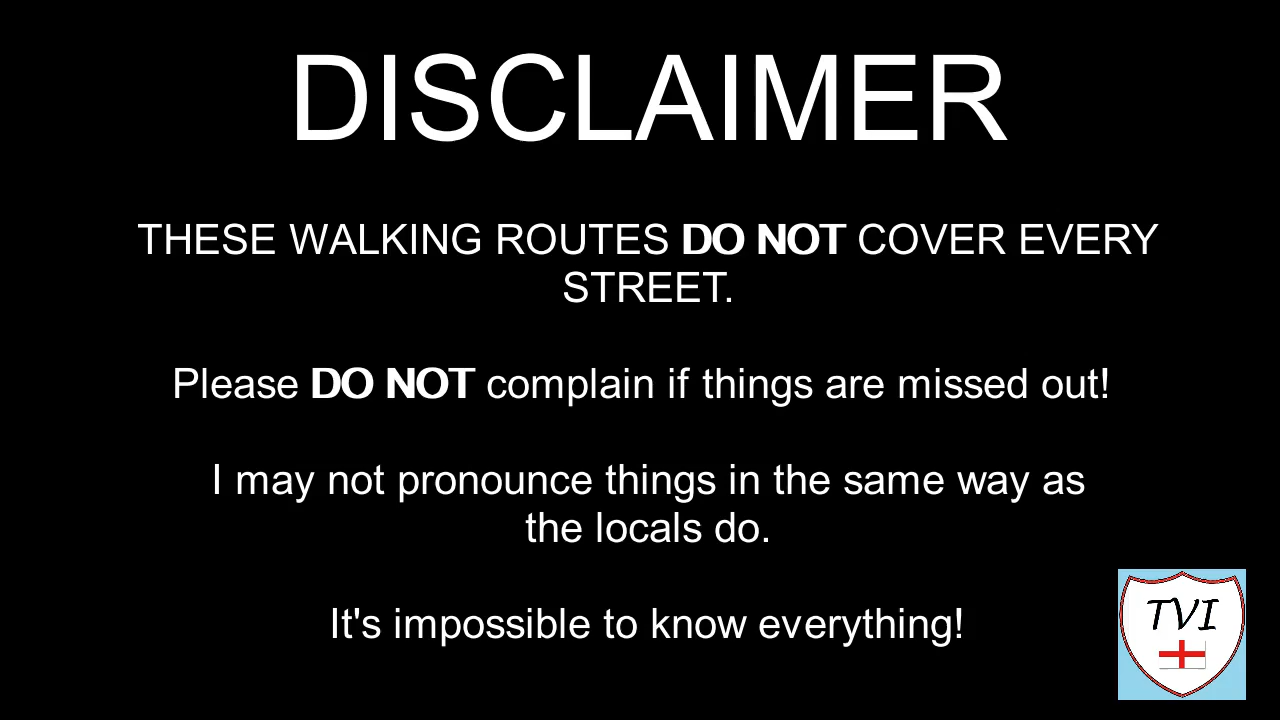 DISCLAIMER
THESE WALKING ROUTES DO NOT COVER EVERY
STREET.
Please DO NOT complain if things are missed out!
I may not pronounce things in the same way as
the locals do.
It's impossible to know everything!
TVI